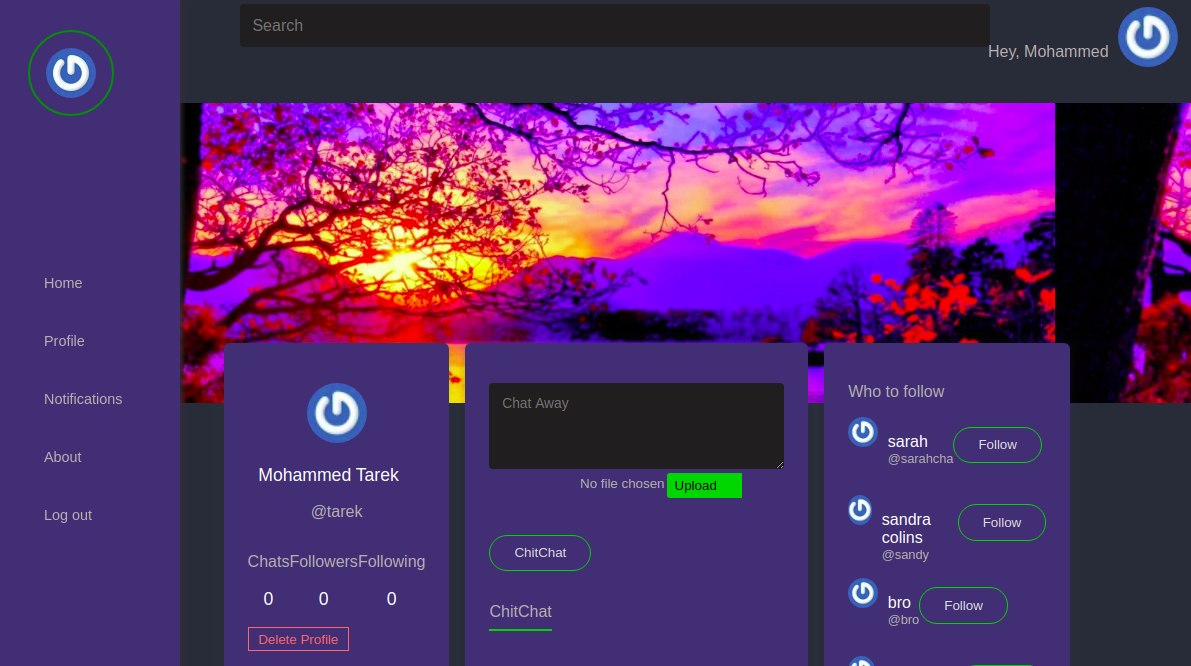 Search
Hey, Mohammed
Home
Profile
Notifications
About
Log out
Mohammed Tarek
@tarek
ChatsFollowersFollowing
0 0 0
Delete Profile
Chat Away
No file chosen Upload
ChitChat
ChitChat
Who to follow
sarah
@sarahcha
Follow
sandra
colins
@sandy
Follow
bro
@bro
Follow